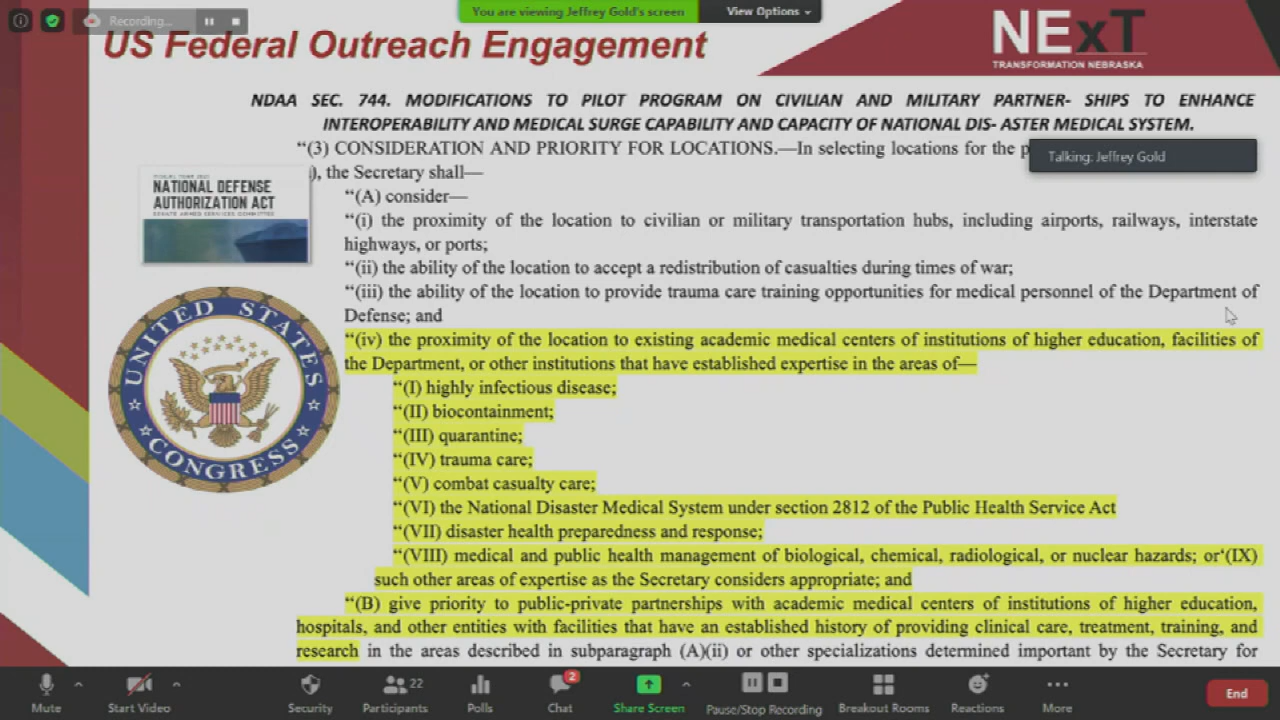 Recording...
You are viewing Jeffrey Gold's screen
View Options
US Federal Outreach Engagement
NExT
TRANSFORMATION NEBRASKA
NDAA SEC. 744. MODIFICATIONS TO PILOT PROGRAM ON CIVILIAN AND MILITARY PARTNER- SHIPS TO ENHANCE
INTEROPERABILITY AND MEDICAL SURGE CAPABILITY AND CAPACITY OF NATIONAL DIS- ASTER MEDICAL SYSTEM.
“(3) CONSIDERATION AND PRIORITY FOR LOCATIONS.—In selecting locations for the p
Talking: Jeffrey Gold
), the Secretary shall—
NATIONAL DEFENSE
AUTHORIZATION ACT
SENATE ARMED SERVICES COMMITTEE
“(A) consider—
“(i) the proximity of the location to civilian or military transportation hubs, including airports, railways, interstate
highways, or ports;
“(ii) the ability of the location to accept a redistribution of casualties during times of war;
“(iii) the ability of the location to provide trauma care training opportunities for medical personnel of the Department of
Defense; and
“(iv) the proximity of the location to existing academic medical centers of institutions of higher education, facilities of
the Department, or other institutions that have established expertise in the areas of—
“(I) highly infectious disease;
“(II) biocontainment;
“(III) quarantine;
“(IV) trauma care;
“(V) combat casualty care;
“(VI) the National Disaster Medical System under section 2812 of the Public Health Service Act
“(VII) disaster health preparedness and response;
“(VIII) medical and public health management of biological, chemical, radiological, or nuclear hazards; or‘(IX)
such other areas of expertise as the Secretary considers appropriate; and
“(B) give priority to public-private partnerships with academic medical centers of institutions of higher education,
hospitals, and other entities with facilities that have an established history of providing clinical care, treatment, training, and
research in the areas described in subparagraph (A)(ii) or other specializations determined important by the Secretary for
UNITED STATES
CONGRESS
Mute
Start Video
Security
22
Participants
Polls
2
Chat
Share Screen
Pause/Stop Recording
Breakout Rooms
Reactions
More
End